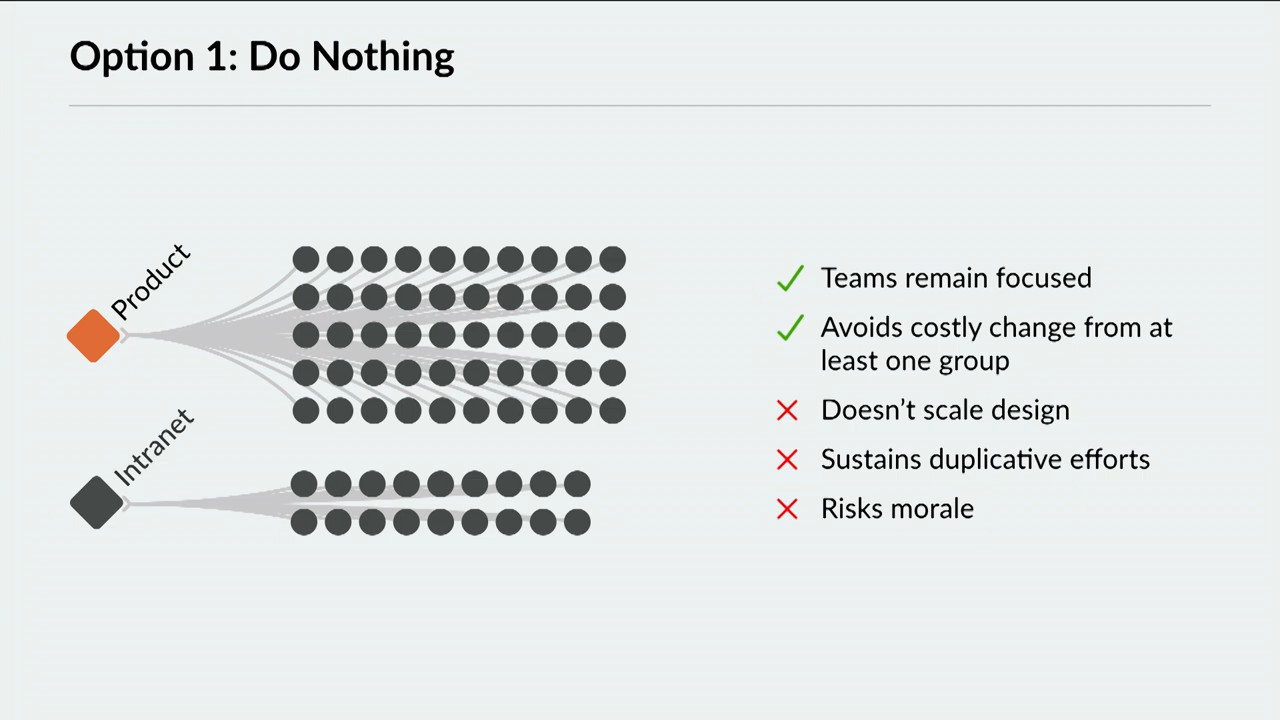 Option 1: Do Nothing
Product
Intranet
Teams remain focused
Avoids costly change from at
least one group
Doesn’t scale design
Sustains duplicative efforts
Risks morale